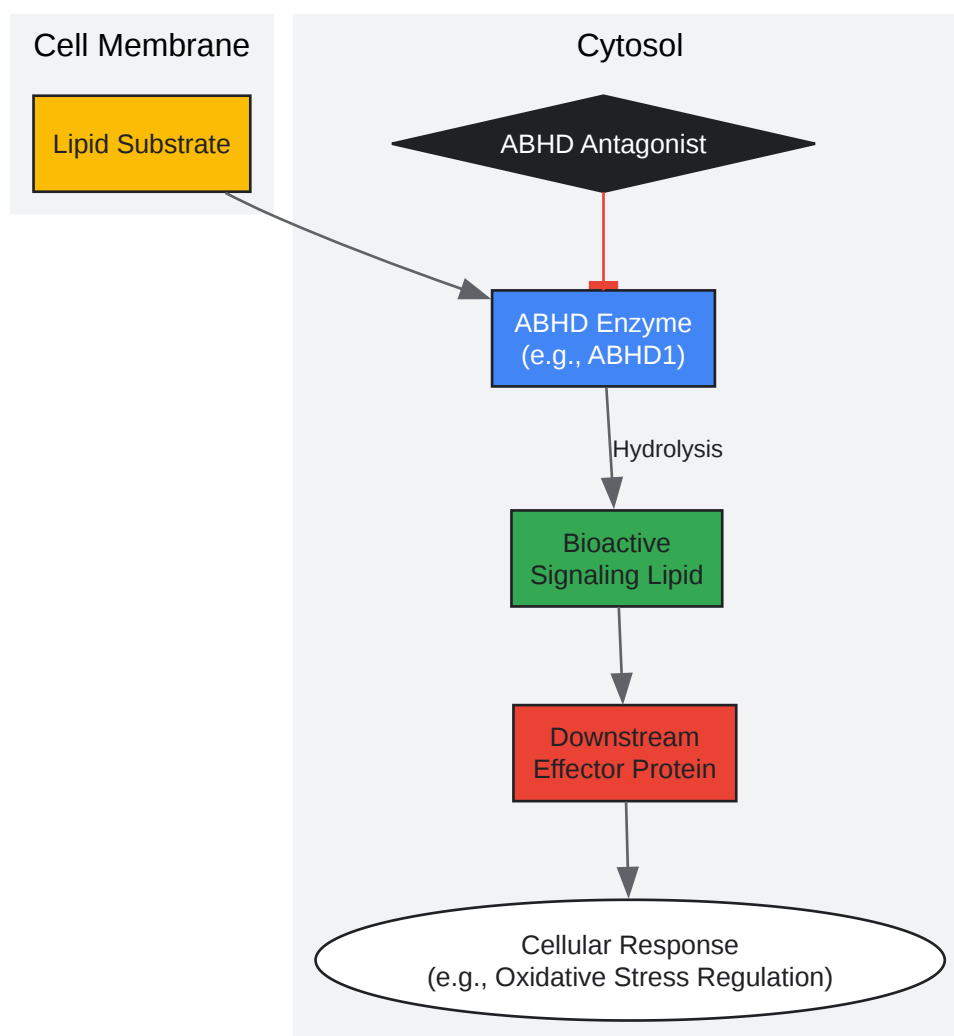 Cell Membrane
Cytosol
Lipid Substrate
ABHD Antagonist
ABHD Enzyme
(e.g., ABHD1)
Hydrolysis
Bioactive
Signaling Lipid
Downstream
Effector Protein
Cellular Response
(e.g., Oxidative Stress Regulation)